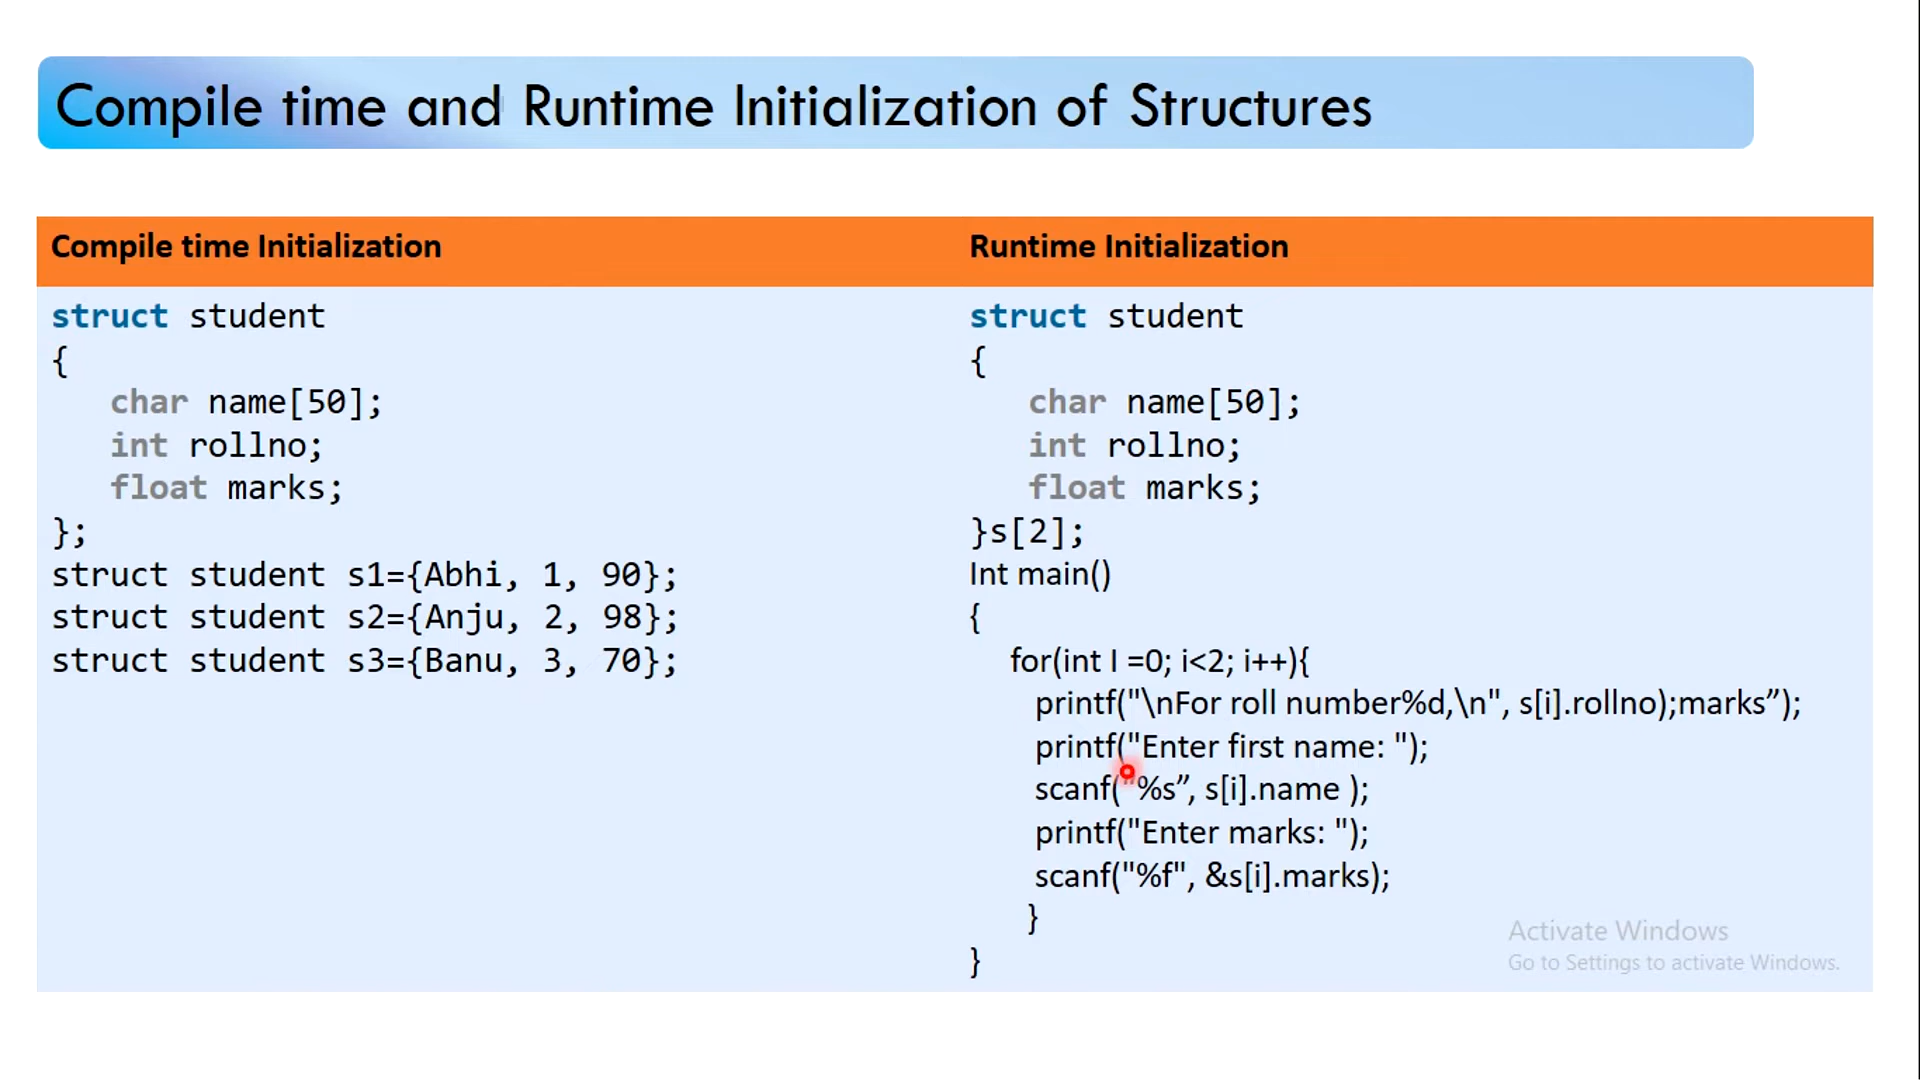 Compile time and Runtime Initialization of Structures
Compile time Initialization
struct student
{
char name[50];
int rollno;
float marks;
};
struct student s1={Abhi, 1, 90};
struct student s2={Anju, 2, 98};
struct student s3={Banu, 3, 70};
Runtime Initialization
struct student
{
char name[50];
int rollno;
float marks;
}s[2];
Int main()
{
for(int I =0; i<2; i++){
printf("\nFor roll number%d,\n", s[i].rollno);marks”);
printf("Enter first name: ");
scanf("%s”, s[i].name );
printf("Enter marks: ");
scanf("%f", &s[i].marks);
}
}
Activate Windows
Go to Settings to activate Windows.